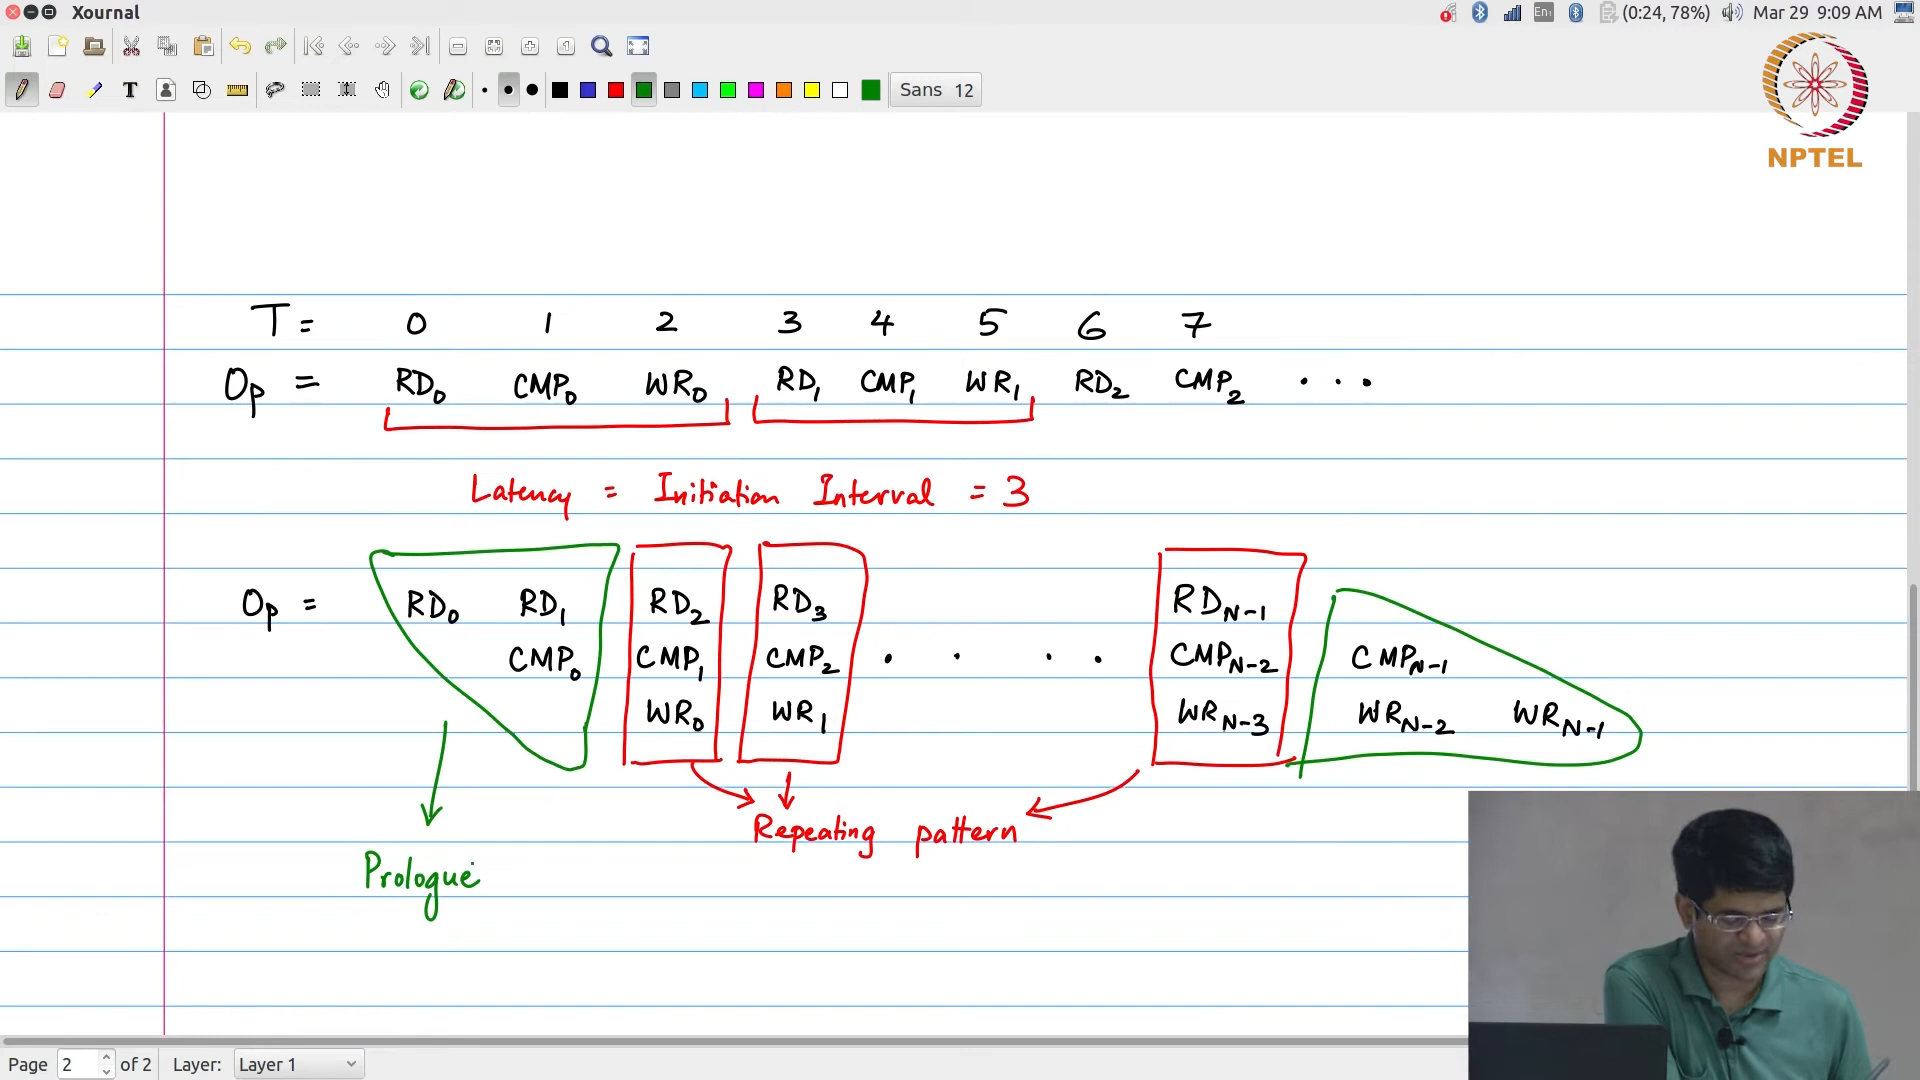 Xournal
(0:24, 78%) Mar 29 9:09 AM
En1
T
Sans 12
NPTEL
T = 0 1 2 3 4 5 6 7
Op = RD0 CMP0 WR0 RD1 CMP1 WR1 RD2 CMP2 ...
Latency = Initiation Interval = 3
Op = RD0 RD1 RD2 RD3 RDN-1
CMP0 CMP1 CMP2 . . . . CMPN-2 CMPN-1
WR0 WR1 WRN-3 WRN-2 WRN-1
Repeating pattern
Prologue
Page 2 of 2 Layer: Layer 1